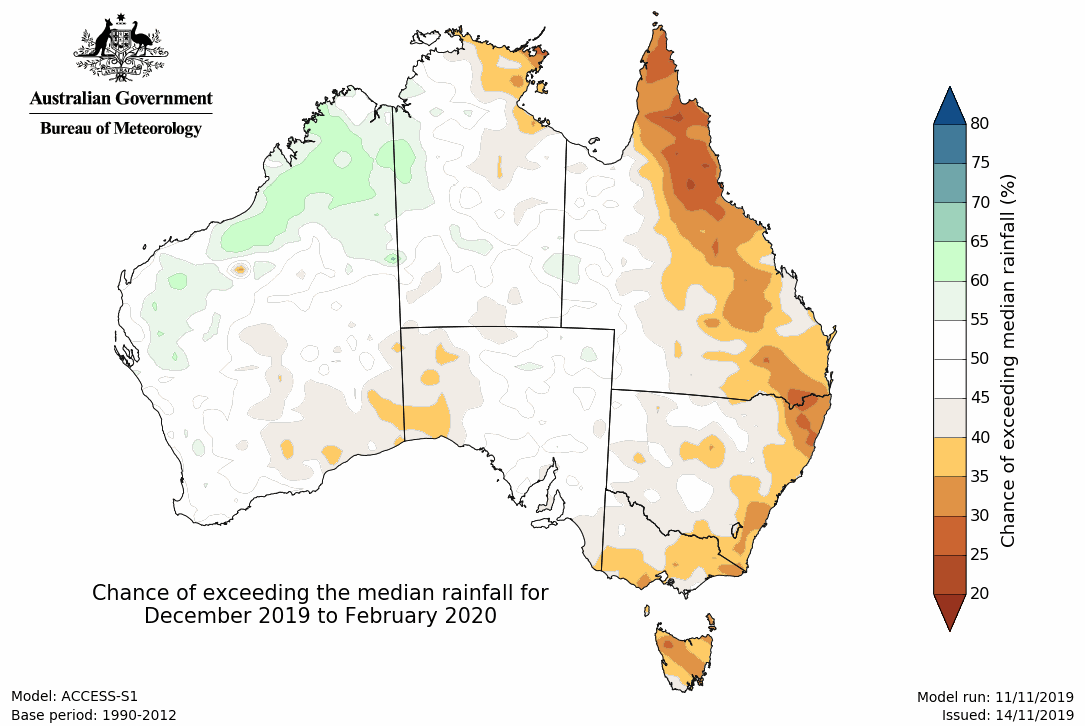 AUSTRALIA
Australian Government
Bureau of Meteorology
80
75
70
65
60
55
50
45
40
35
30
25
20
Chance of exceeding median rainfall (%)
Chance of exceeding the median rainfall for
December 2019 to February 2020
Model: ACCESS-S1
Base period: 1990-2012
Model run: 11/11/2019
Issued: 14/11/2019